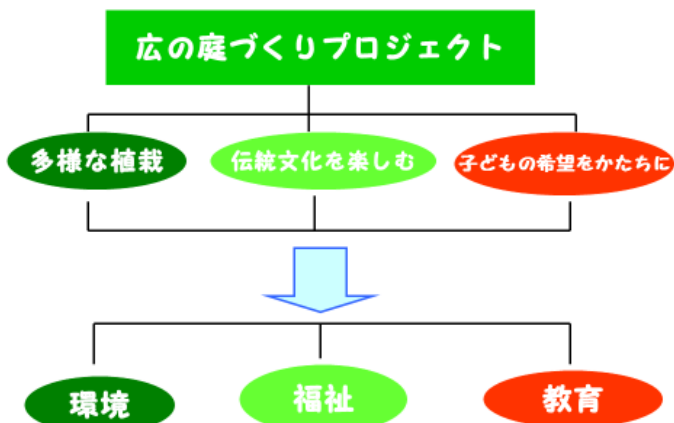 広の庭づくりプロジェクト
多様な植栽
伝統文化を楽しむ
子どもの希望をかたちに
環境
福祉
教育